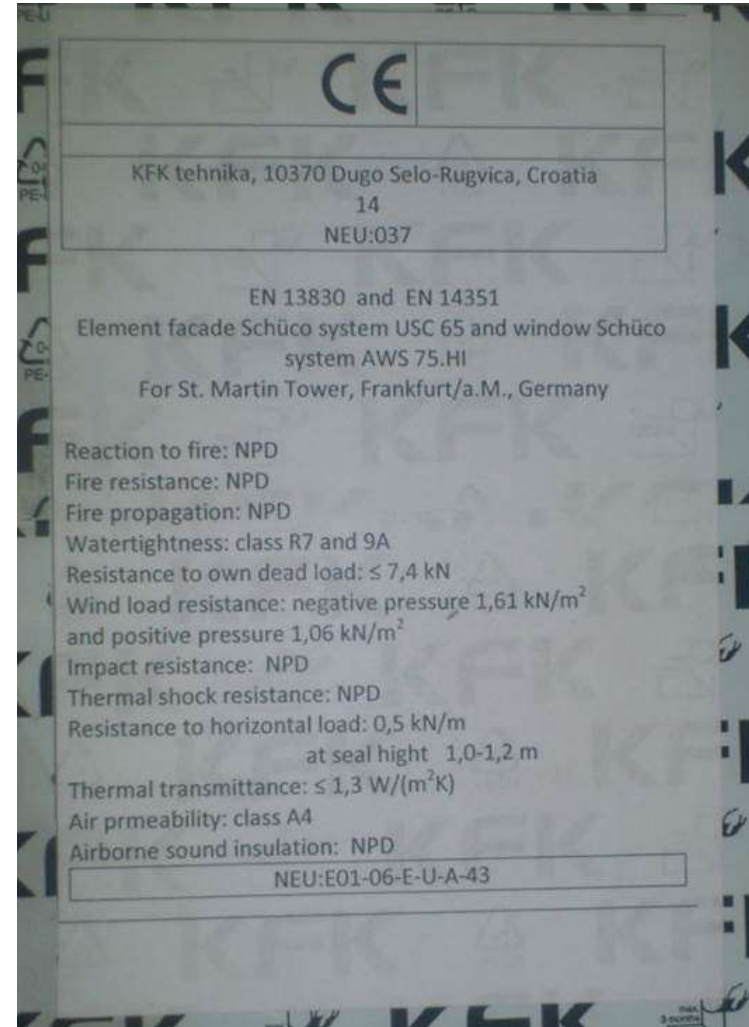 CE
KFK tehnika, 10370 Dugo Selo-Rugvica, Croatia
14
NEU:037
EN 13830 and EN 14351
Element facade Schüco system USC 65 and window Schüco
system AWS 75.HI
For St. Martin Tower, Frankfurt/a.M., Germany
Reaction to fire: NPD
Fire resistance: NPD
Fire propagation: NPD
Watertightness: class R7 and 9A
Resistance to own dead load: ≤ 7,4 kN
Wind load resistance: negative pressure 1,61 kN/m²
and positive pressure 1,06 kN/m²
Impact resistance: NPD
Thermal shock resistance: NPD
Resistance to horizontal load: 0,5 kN/m
at seal hight 1,0-1,2 m
Thermal transmittance: ≤ 1,3 W/(m²K)
Air prmeability: class A4
Airborne sound insulation: NPD
NEU:E01-06-E-U-A-43
KFK
max.
3 months